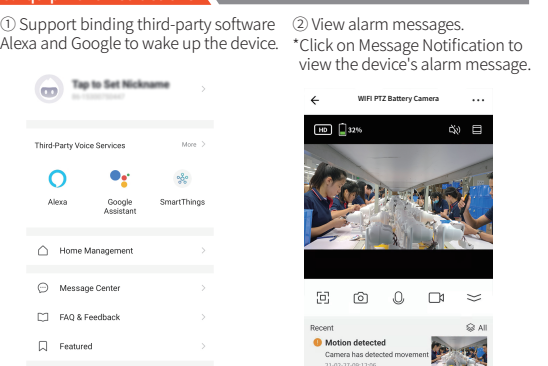 ① Support binding third-party software
Alexa and Google to wake up the device.
Tap to Set Nickname
Third-Party Voice Services
More
Alexa
Google
Assistant
SmartThings
Home Management
Message Center
FAQ & Feedback
Featured
② View alarm messages.
*Click on Message Notification to
view the device's alarm message.
WIFI PTZ Battery Camera
HD
32%
Recent
All
Motion detected
Camera has detected movement